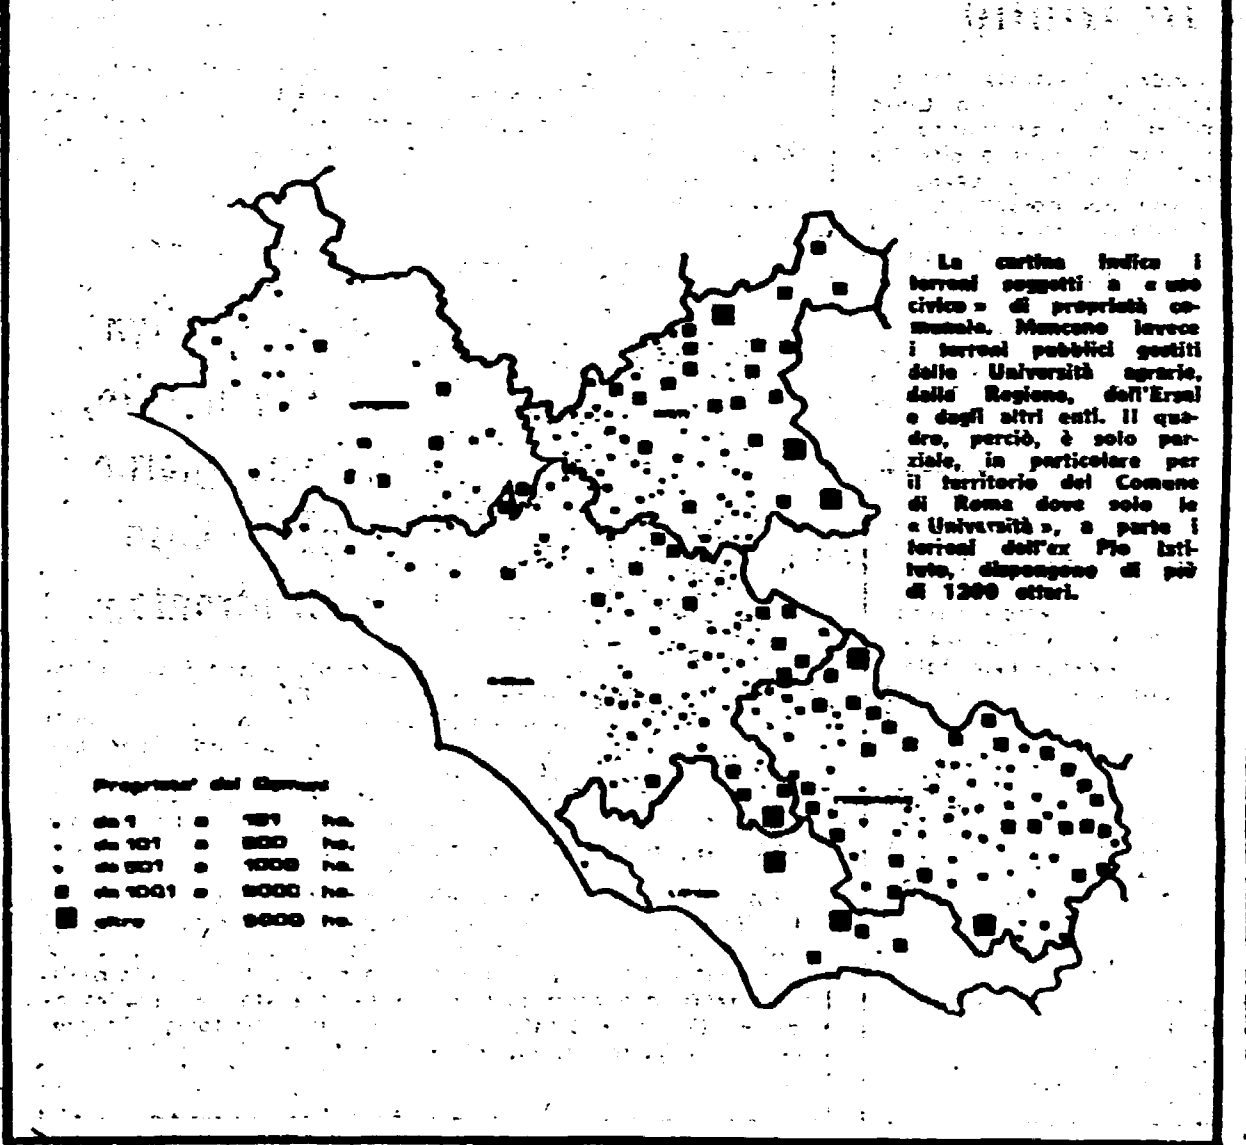 La cartina indica i
terreni soggetti a « uso
civico » di proprietà co-
munale. Mancano invece
i terreni pubblici gestiti
dalle Università agrarie,
dalla Regione, dell'Ersal
e dagli altri enti. Il qua-
dro, perciò, è solo par-
ziale, in particolare per
il territorio del Comune
di Roma dove solo le
« Università », a parte i
terreni dell'ex Pio Isti-
tuto, dispongono di più
di 1200 ettari.
Proprieta' dei Comuni
da 1 a 101 ha.
da 101 a ha.
da 501 a 1000 ha.
da 1001 a 5000 ha.
oltre 5000 ha.